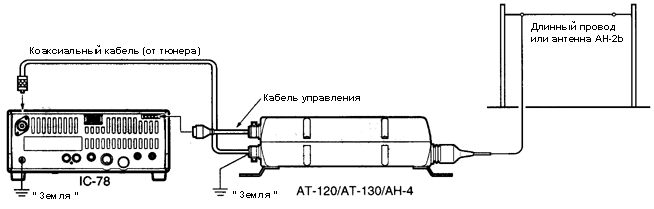 Длинный провод
или антенна AH-2b
Коаксиальный кабель (от тюнера)
Кабель управления
IC-78
" Земля "
" Земля "
AT-120/AT-130/AH-4